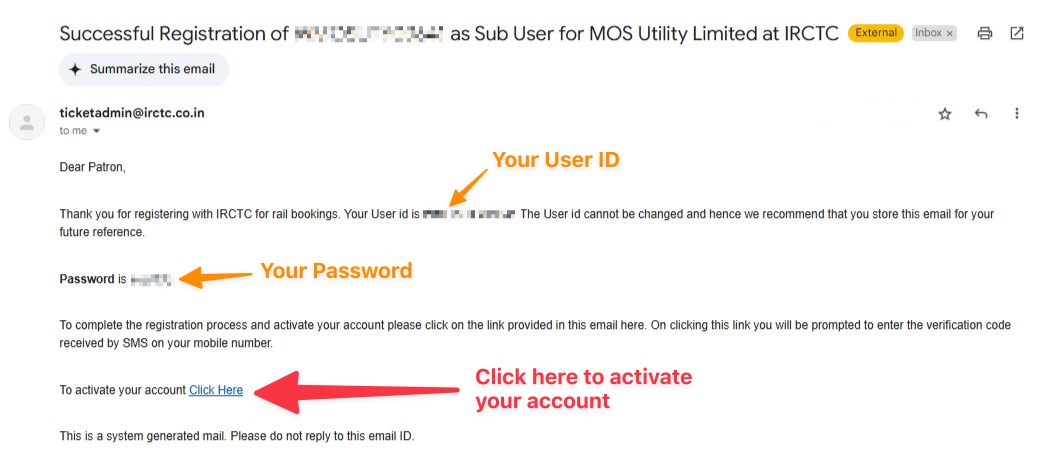 Successful Registration of as Sub User for MOS Utility Limited at IRCTC External Inbox ×
Summarize this email
ticketadmin@irctc.co.in
to me
Dear Patron,
Your User ID
Thank you for registering with IRCTC for rail bookings. Your User id is The User id cannot be changed and hence we recommend that you store this email for your
future reference.
Password is
Your Password
To complete the registration process and activate your account please click on the link provided in this email here. On clicking this link you will be prompted to enter the verification code
received by SMS on your mobile number.
To activate your account Click Here
Click here to activate
your account
This is a system generated mail. Please do not reply to this email ID.